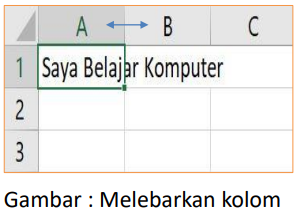 A B C
1 Saya Belajar Komputer
2
3
Gambar : Melebarkan kolom